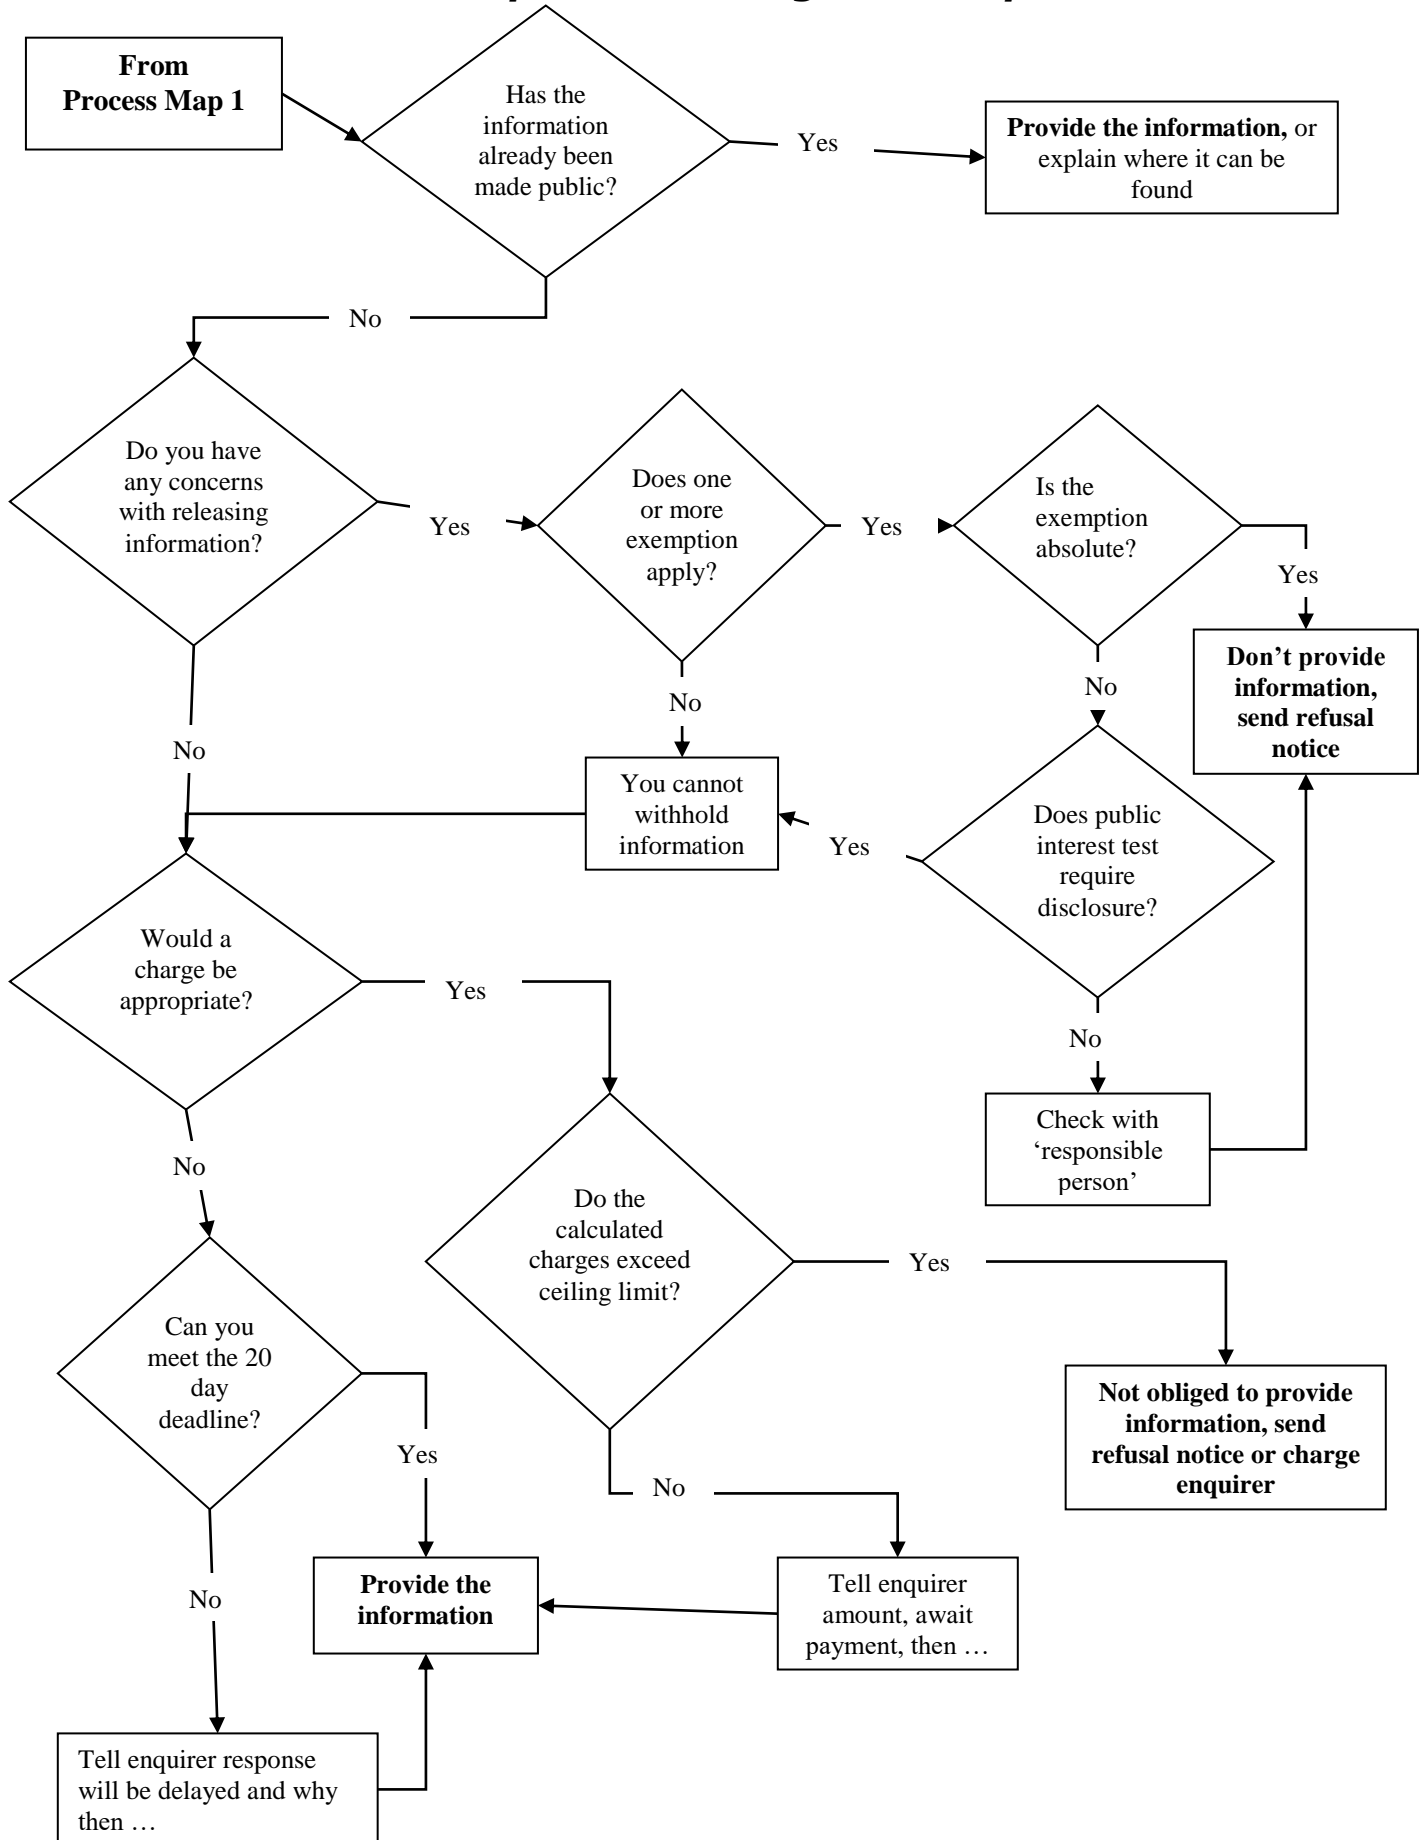 From
Process Map 1
Has the
information
already been
made public?
Yes
Provide the information, or
explain where it can be
found
No
Do you have
any concerns
with releasing
information?
Yes
Does one
or more
exemption
apply?
Yes
Is the
exemption
absolute?
Yes
No
No
No
Don’t provide
information,
send refusal
notice
You cannot
withhold
information
Yes
Does public
interest test
require
disclosure?
Would a
charge be
appropriate?
Yes
No
Check with
‘responsible
person’
No
Do the
calculated
charges exceed
ceiling limit?
Yes
Can you
meet the 20
day
deadline?
Yes
Not obliged to provide
information, send
refusal notice or charge
enquirer
No
No
Provide the
information
Tell enquirer
amount, await
payment, then …
Tell enquirer response
will be delayed and why
then …